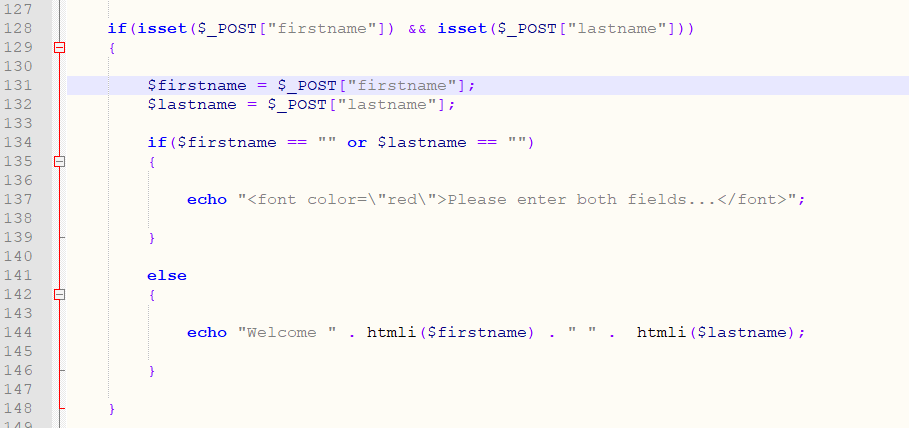 127
128 if(isset($_POST["firstname"]) && isset($_POST["lastname"]))
129 {
130
131 $firstname = $_POST["firstname"];
132 $lastname = $_POST["lastname"];
133
134 if($firstname == "" or $lastname == "")
135 {
136
137 echo "<font color=\"red\">Please enter both fields...</font>";
138
139 }
140
141 else
142 {
143
144 echo "Welcome " . htmli($firstname) . " " .  htmli($lastname);
145
146 }
147
148 }
149